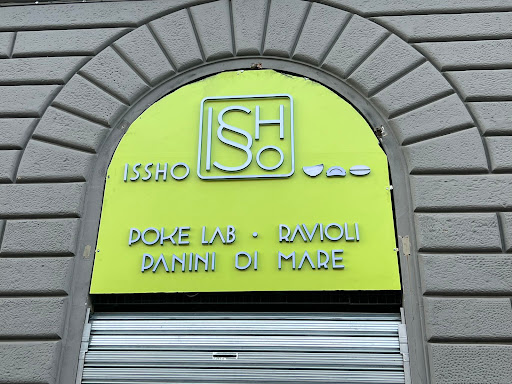 ISSHO
ISSHO
POKE LAB · RAVIOLI
PANINI DI MARE